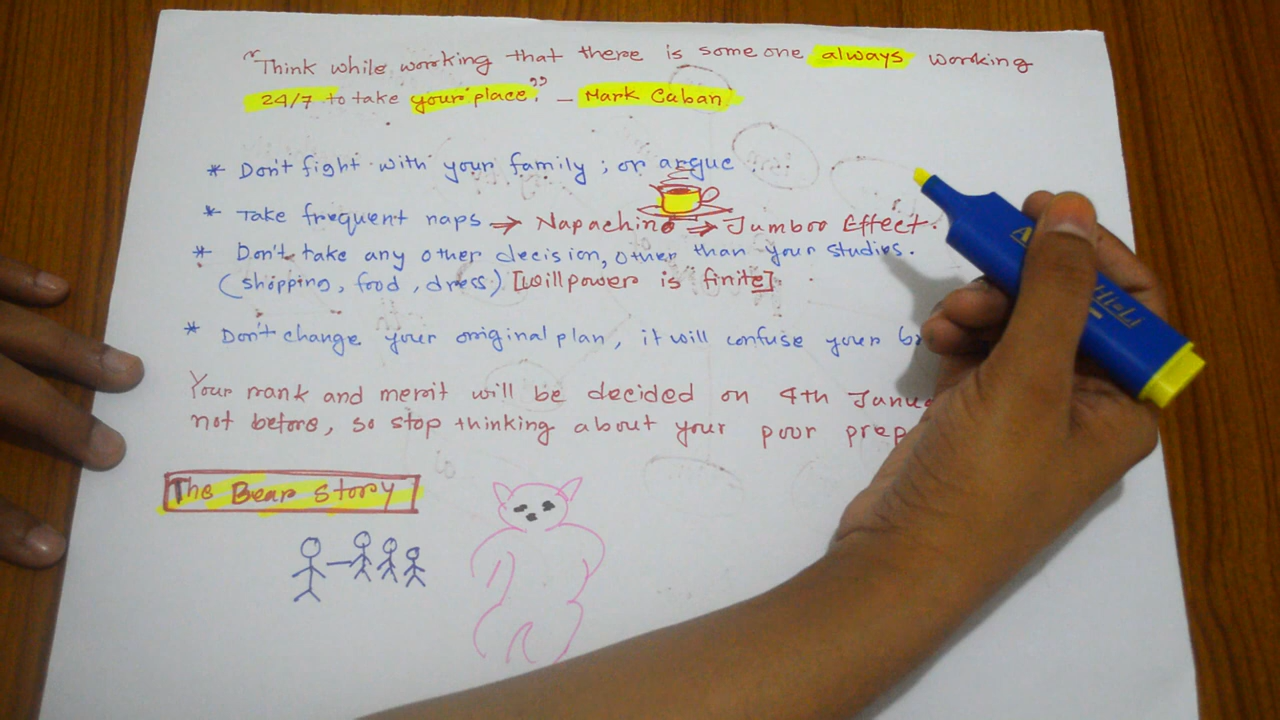 "Think while working that there is someone always working
24/7 to take your place." - Mark Cuban
* Don't fight with your family ; or argue
* Take frequent naps → Napachino ⇒ Jumboo Effect.
* Don't take any other decision, other than your studies.
(shopping, food, dress) [willpower is finite].
* Don't change your original plan, it will confuse your
Your rank and merit will be decided on 4th
not before, so stop thinking about your poor
The Bear Story